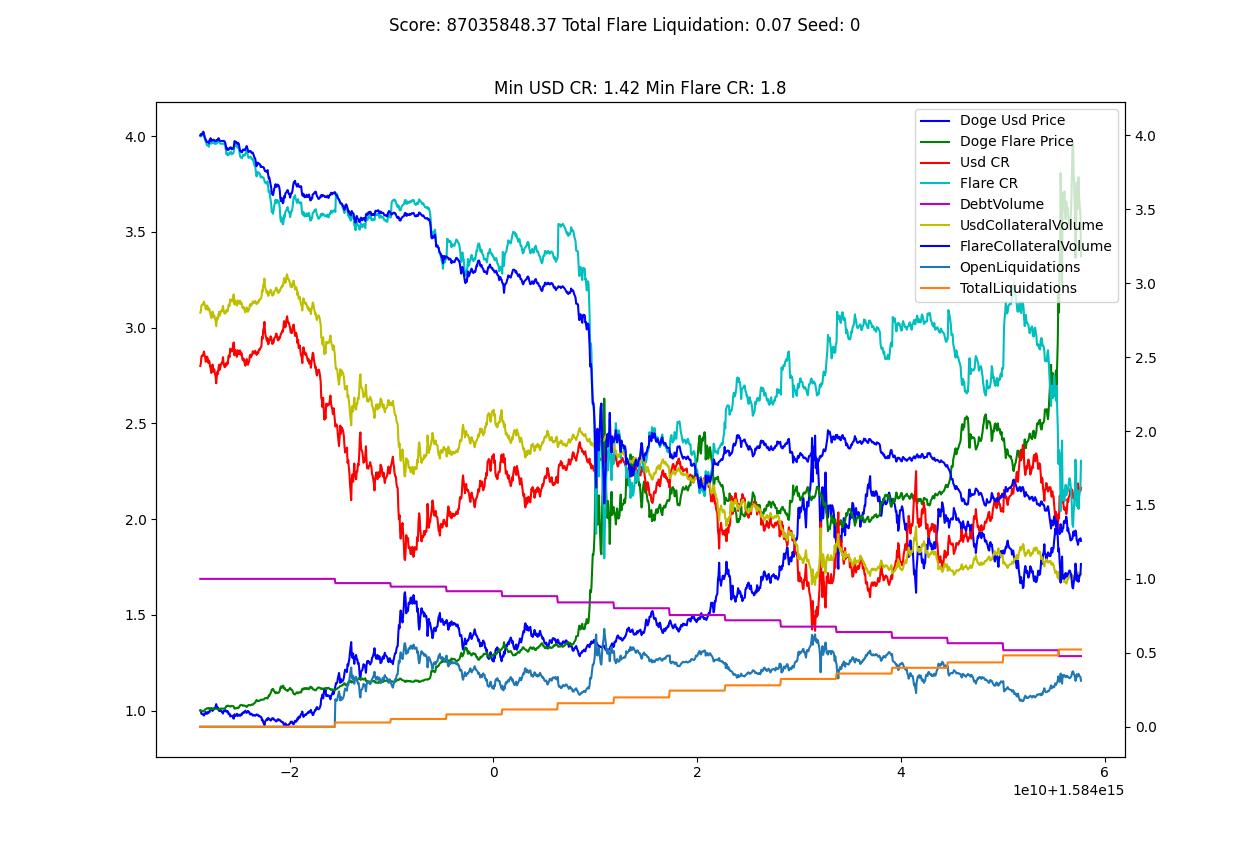 Score: 87035848.37 Total Flare Liquidation: 0.07 Seed: 0
Min USD CR: 1.42 Min Flare CR: 1.8
Doge Usd Price
Doge Flare Price
Usd CR
Flare CR
DebtVolume
UsdCollateralVolume
FlareCollateralVolume
OpenLiquidations
TotalLiquidations
4.0
3.5
3.0
2.5
2.0
1.5
1.0
4.0
3.5
3.0
2.5
2.0
1.5
1.0
0.5
0.0
−2 0 2 4 6
1e10+1.584e15